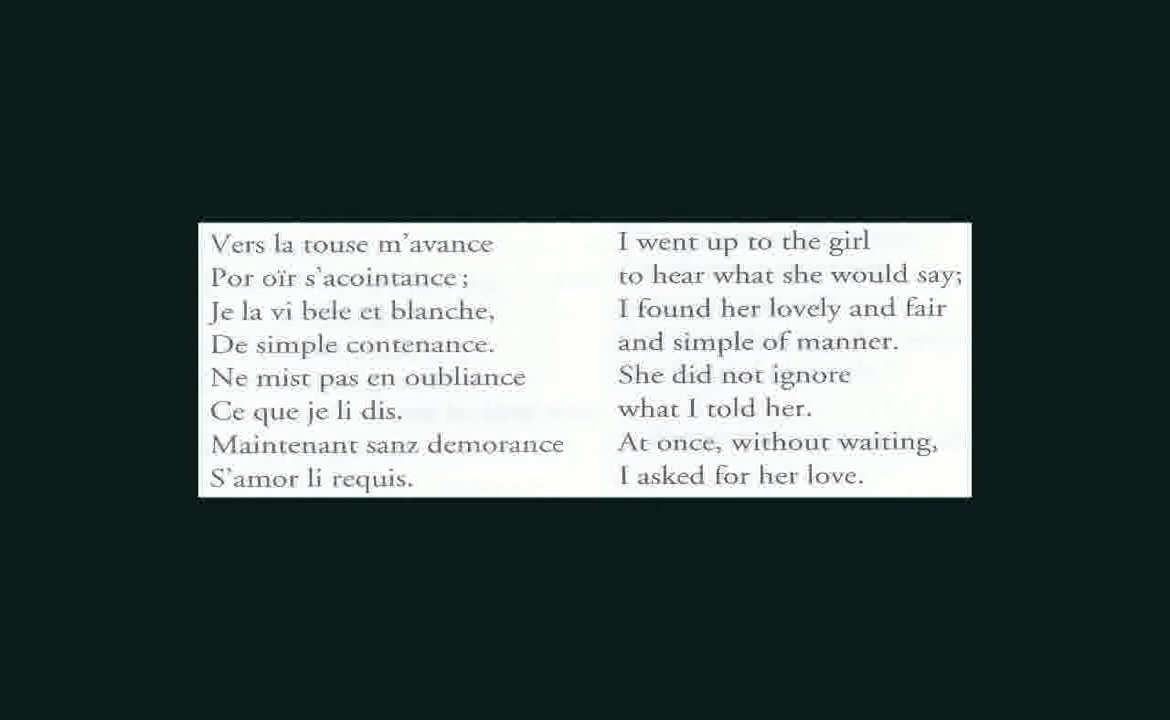 Vers la touse m'avance
Por oïr s'acointance;
Je la vi bele et blanche,
De simple contenance.
Ne mist pas en oubliance
Ce que je li dis.
Maintenant sanz demorance
S'amor li requis.
I went up to the girl
to hear what she would say;
I found her lovely and fair
and simple of manner.
She did not ignore
what I told her.
At once, without waiting,
I asked for her love.